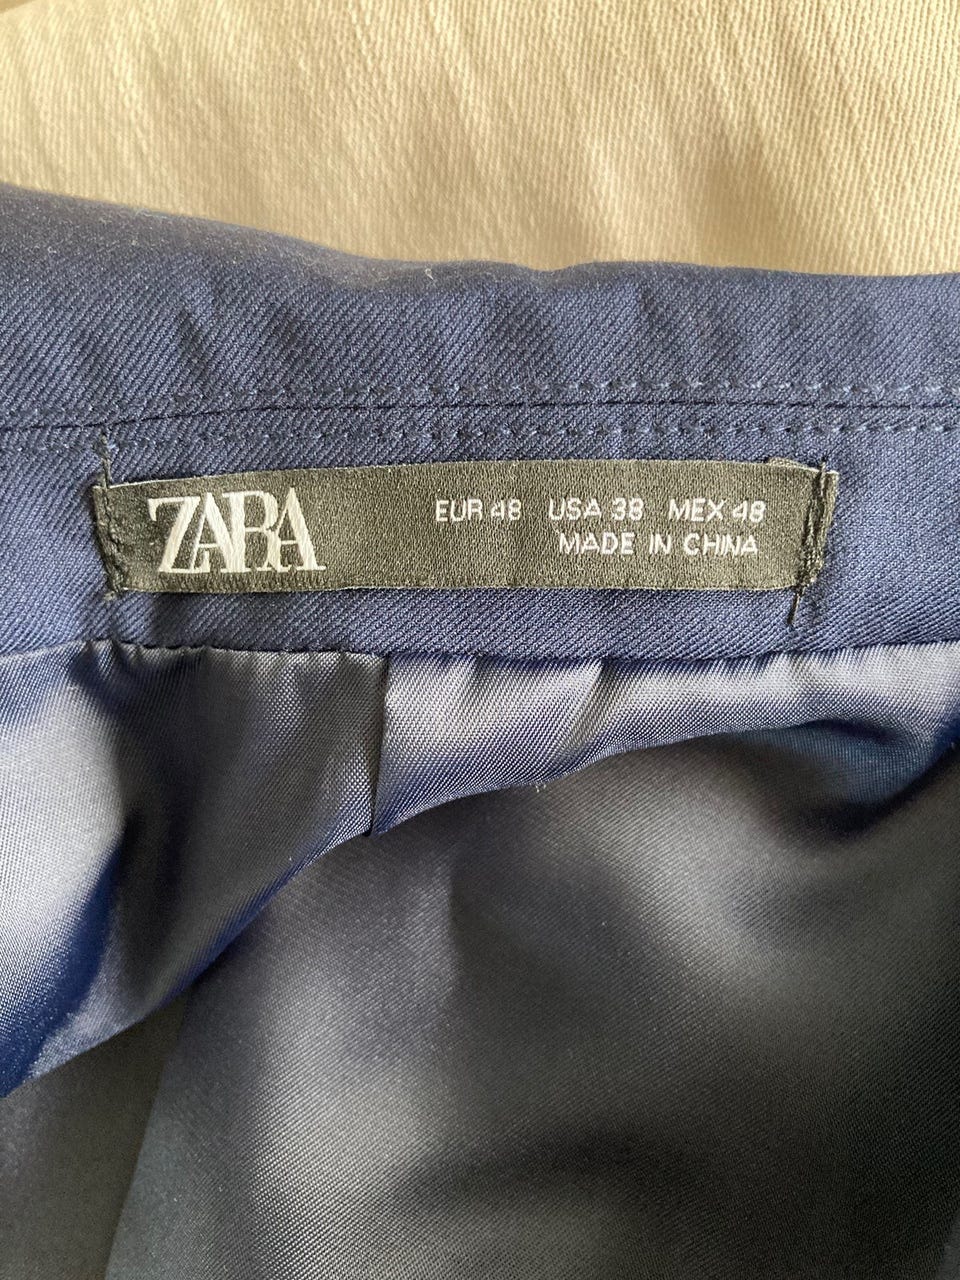 ZARA
EUR 48 USA 38 MEX 48
MADE IN CHINA